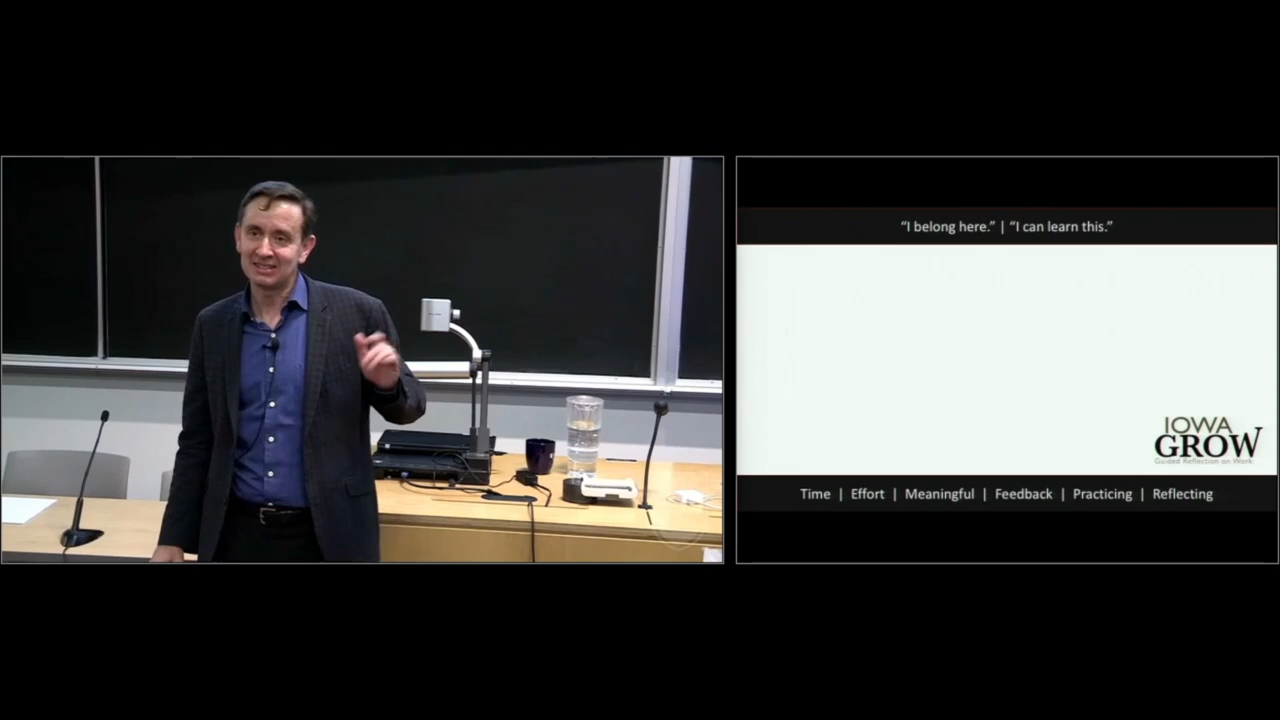 “I belong here.” | “I can learn this.”
IOWA
GROW
Guided Reflection on Work
Time | Effort | Meaningful | Feedback | Practicing | Reflecting